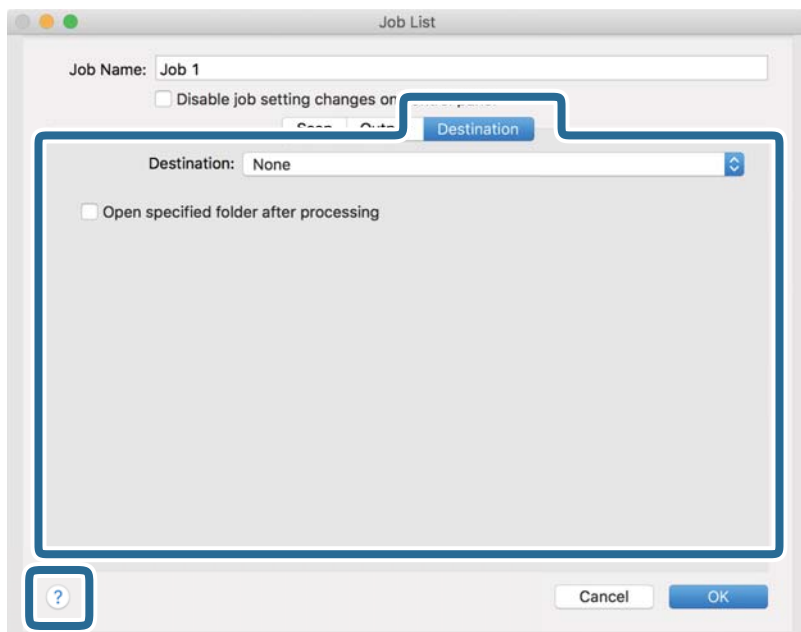 Job List
Job Name: Job 1
Disable job setting changes on
Destination
Destination: None
Open specified folder after processing
?
Cancel OK